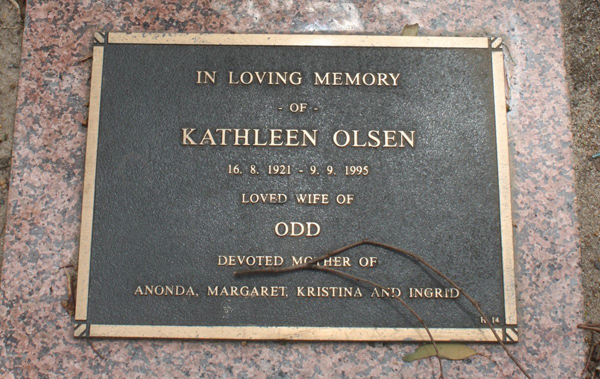 IN LOVING MEMORY
- OF -
KATHLEEN OLSEN
16. 8. 1921 - 9. 9. 1995
LOVED WIFE OF
ODD
DEVOTED MOTHER OF
ANONDA, MARGARET, KRISTINA AND INGRID